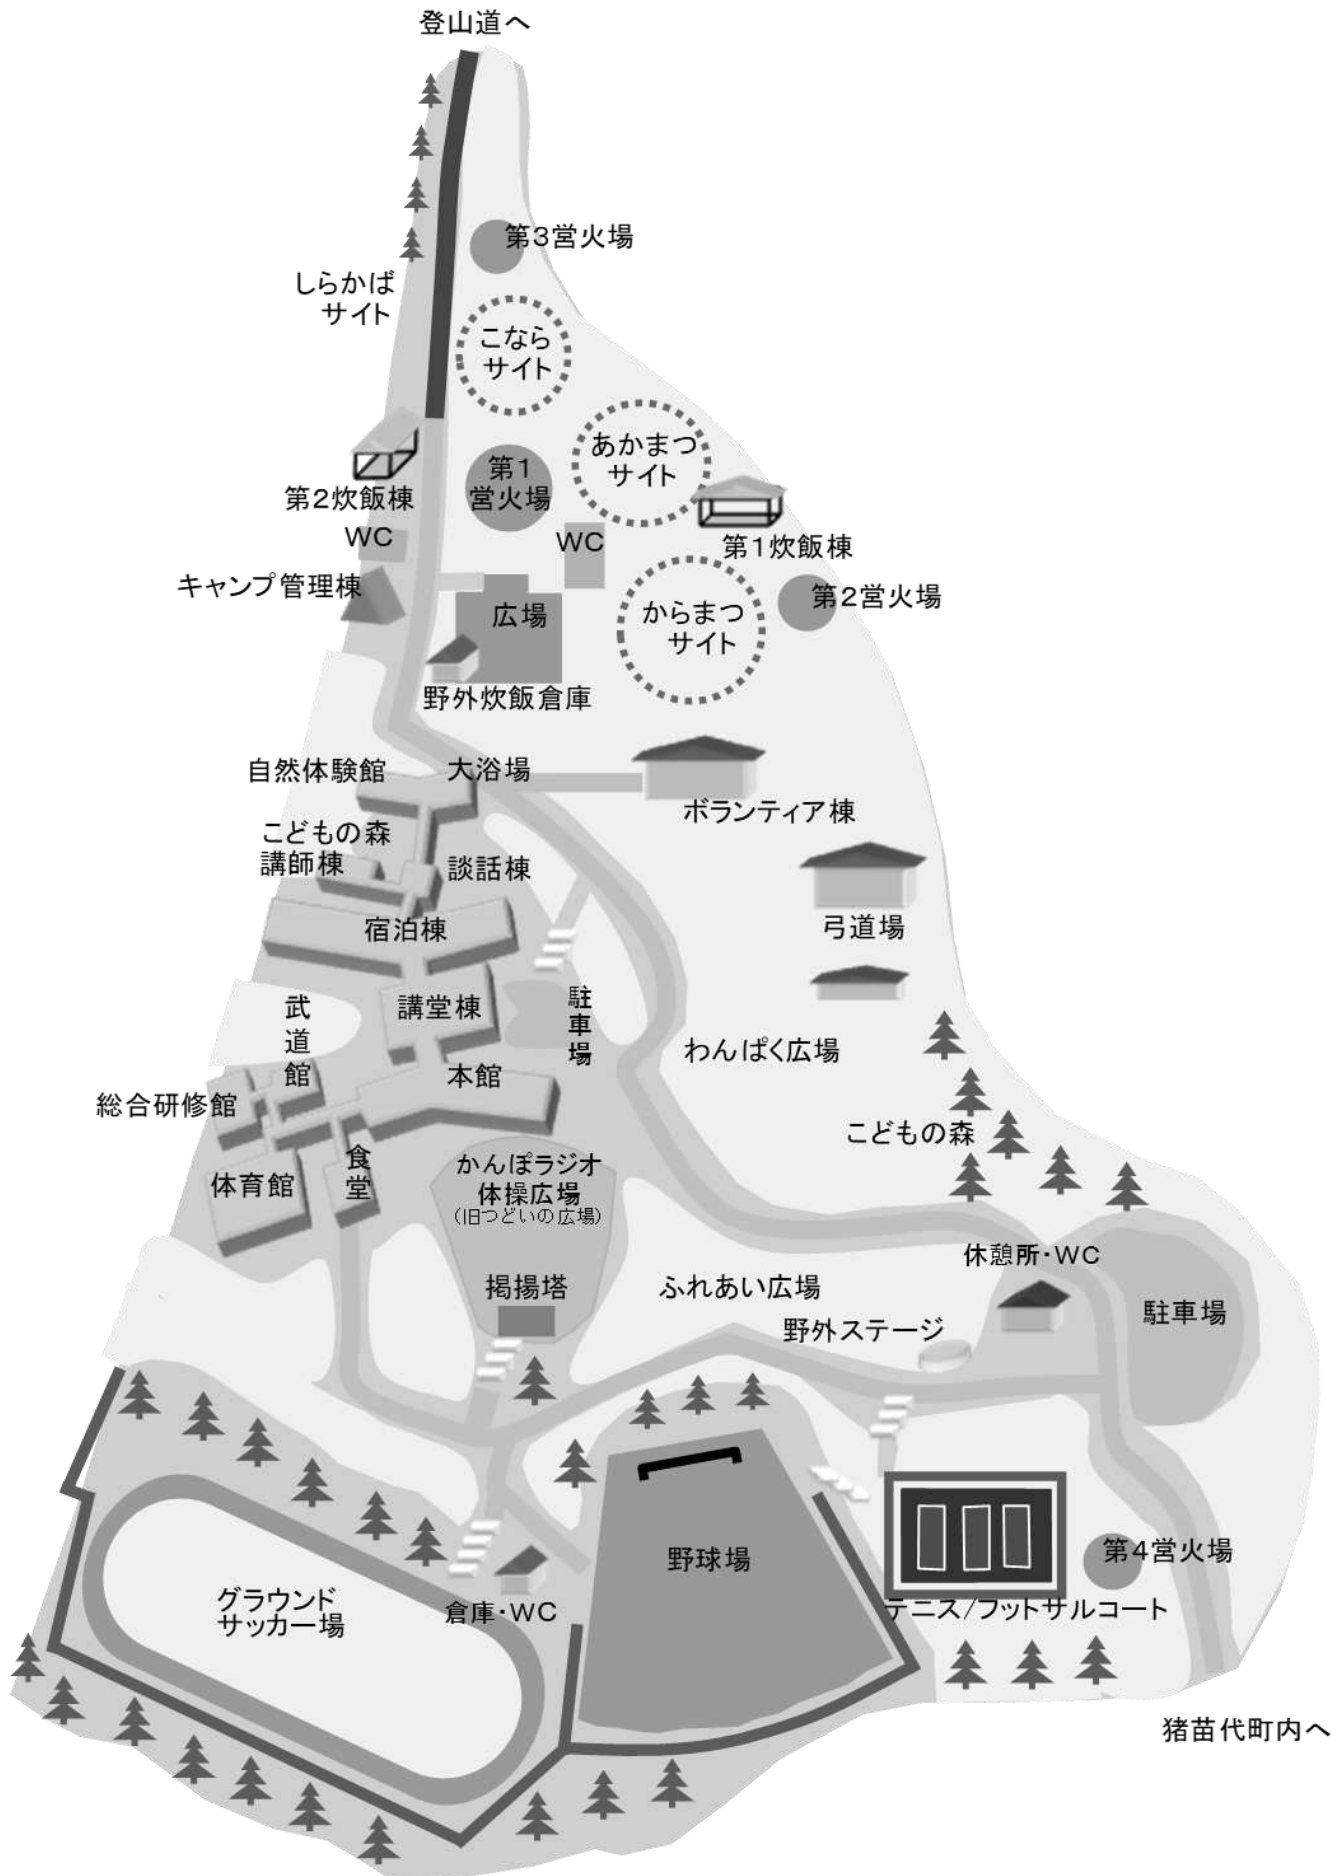 登山道へ
第3営火場
しらかば
サイト
こなら
サイト
あかまつ
サイト
第1
営火場
第2炊飯棟
WC
WC
第1炊飯棟
キャンプ管理棟
第2営火場
広場
からまつ
サイト
野外炊飯倉庫
自然体験館
大浴場
ボランティア棟
こどもの森
講師棟
談話棟
宿泊棟
弓道場
武道館
講堂棟
駐車場
わんぱく広場
本館
総合研修館
こどもの森
食堂
体育館
かんぽラジオ
体操広場
(旧つどいの広場)
休憩所・WC
掲揚塔
ふれあい広場
野外ステージ
駐車場
野球場
第4営火場
グラウンド
サッカー場
倉庫・WC
テニス/フットサルコート
猪苗代町内へ